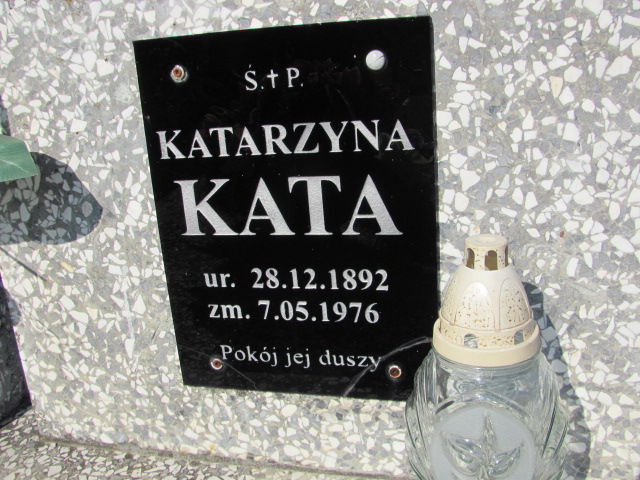 Ś.†P.
KATARZYNA
KATA
ur. 28.12.1892
zm. 7.05.1976
Pokój jej duszy